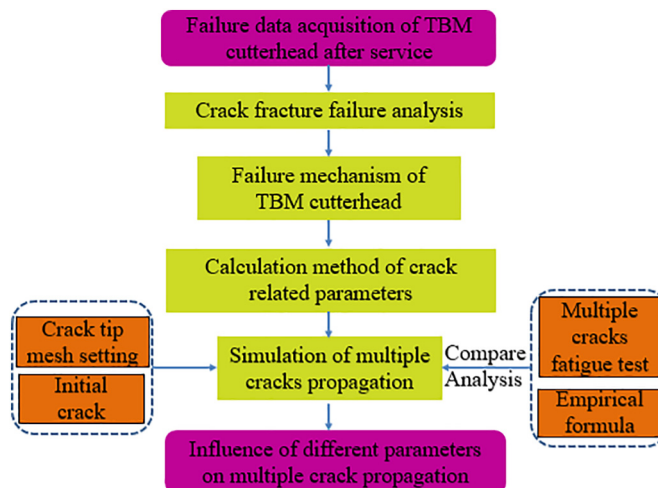 Failure data acquisition of TBM
cutterhead after service
Crack fracture failure analysis
Failure mechanism of
TBM cutterhead
Calculation method of crack
related parameters
Crack tip
mesh setting
Initial
crack
Simulation of multiple
cracks propagation
Compare
Analysis
Multiple
cracks
fatigue test
Empirical
formula
Influence of different parameters
on multiple crack propagation